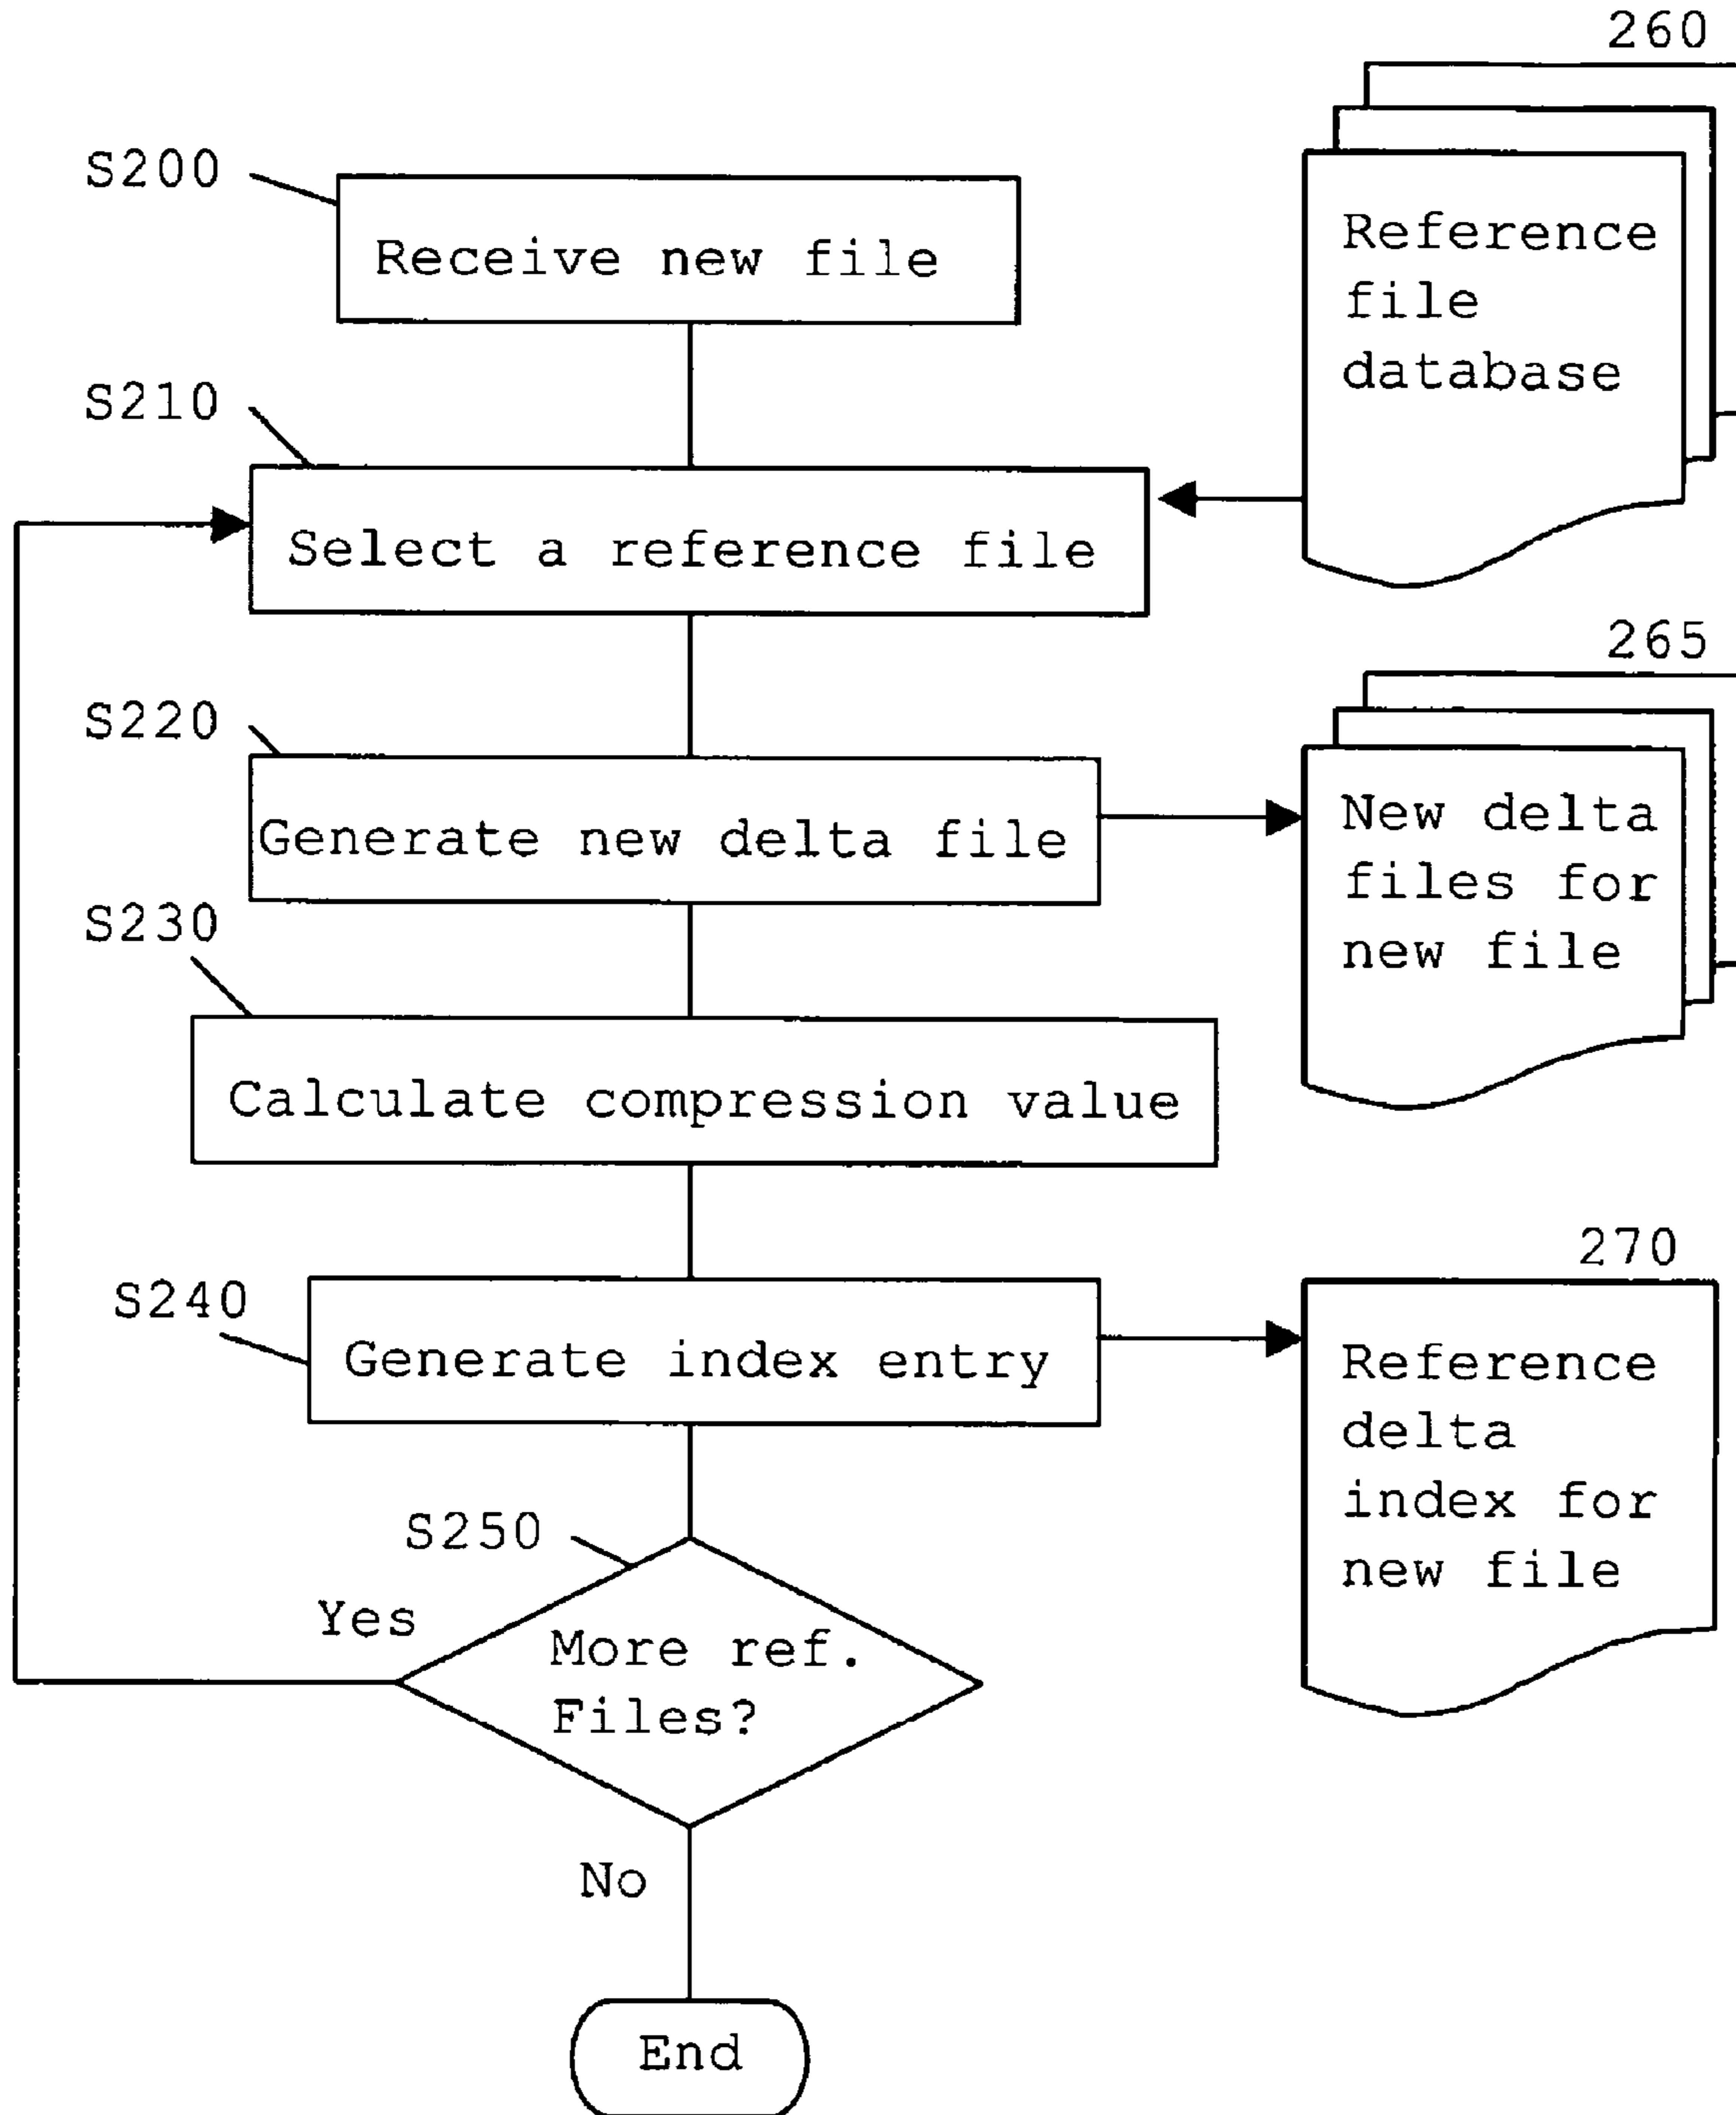 260
S200
Receive new file
Reference
file
database
S210
Select a reference file
265
S220
Generate new delta file
New delta
files for
new file
S230
Calculate compression value
270
S240
Generate index entry
Reference
delta
index for
new file
S250
Yes
More ref.
Files?
No
End